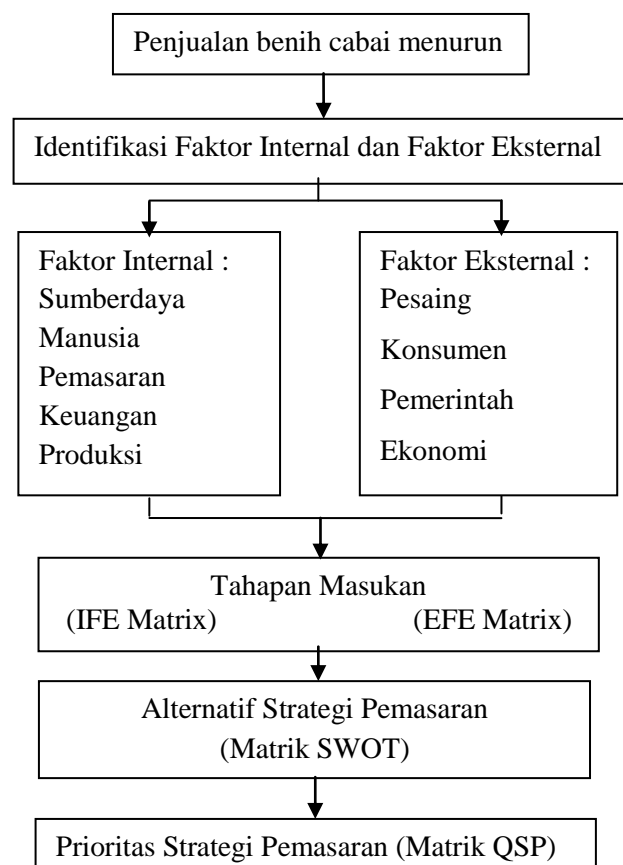 Penjualan benih cabai menurun
Identifikasi Faktor Internal dan Faktor Eksternal
Faktor Internal :
Sumberdaya
Manusia
Pemasaran
Keuangan
Produksi
Faktor Eksternal :
Pesaing
Konsumen
Pemerintah
Ekonomi
Tahapan Masukan
(IFE Matrix) (EFE Matrix)
Alternatif Strategi Pemasaran
(Matrik SWOT)
Prioritas Strategi Pemasaran (Matrik QSP)